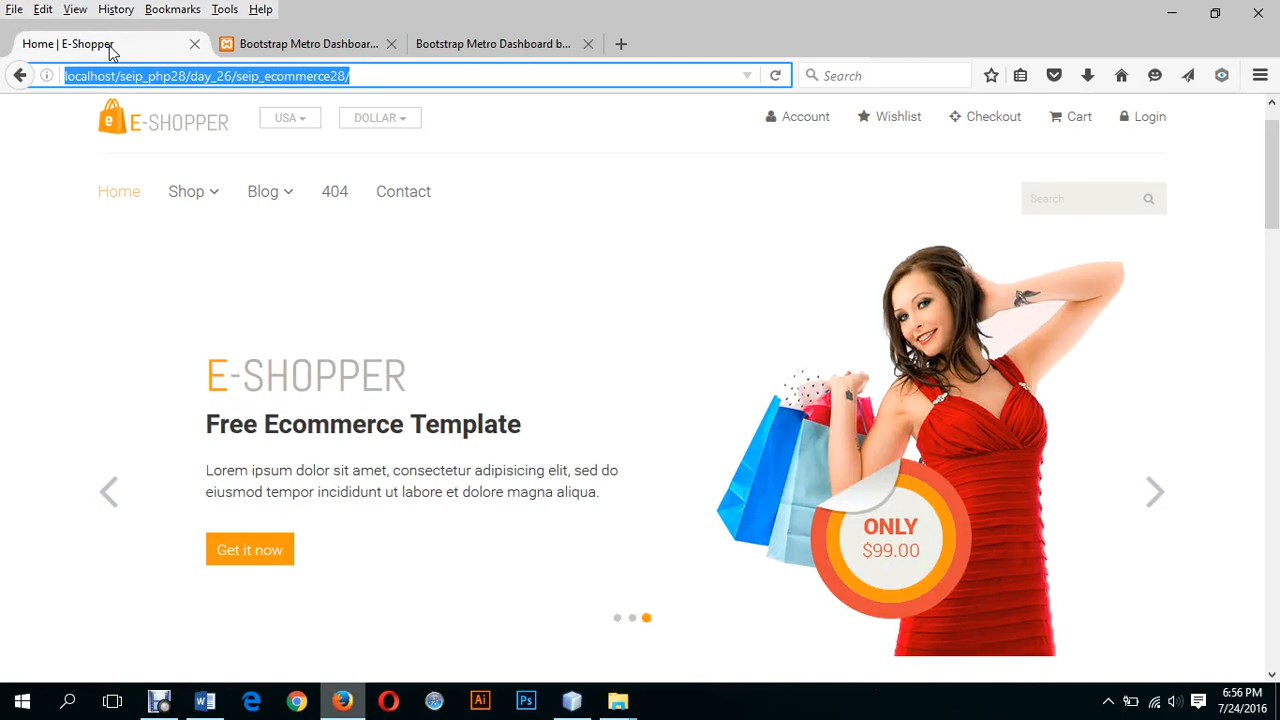 File Edit View History Bookmarks Tools Help
Home | E-Shopper
Bootstrap Metro Dashboar...
Bootstrap Metro Dashboard b...
localhost/seip_php28/day_26/seip_ecommerce28/
Search
E-SHOPPER
USA
DOLLAR
Account
Wishlist
Checkout
Cart
Login
Home
Shop
Blog
404
Contact
Search
E-SHOPPER
Free Ecommerce Template
Lorem ipsum dolor sit amet, consectetur adipisicing elit, sed do
eiusmod tempor incididunt ut labore et dolore magna aliqua.
Get it now
ONLY
$99.00
6:56 PM
7/24/2016